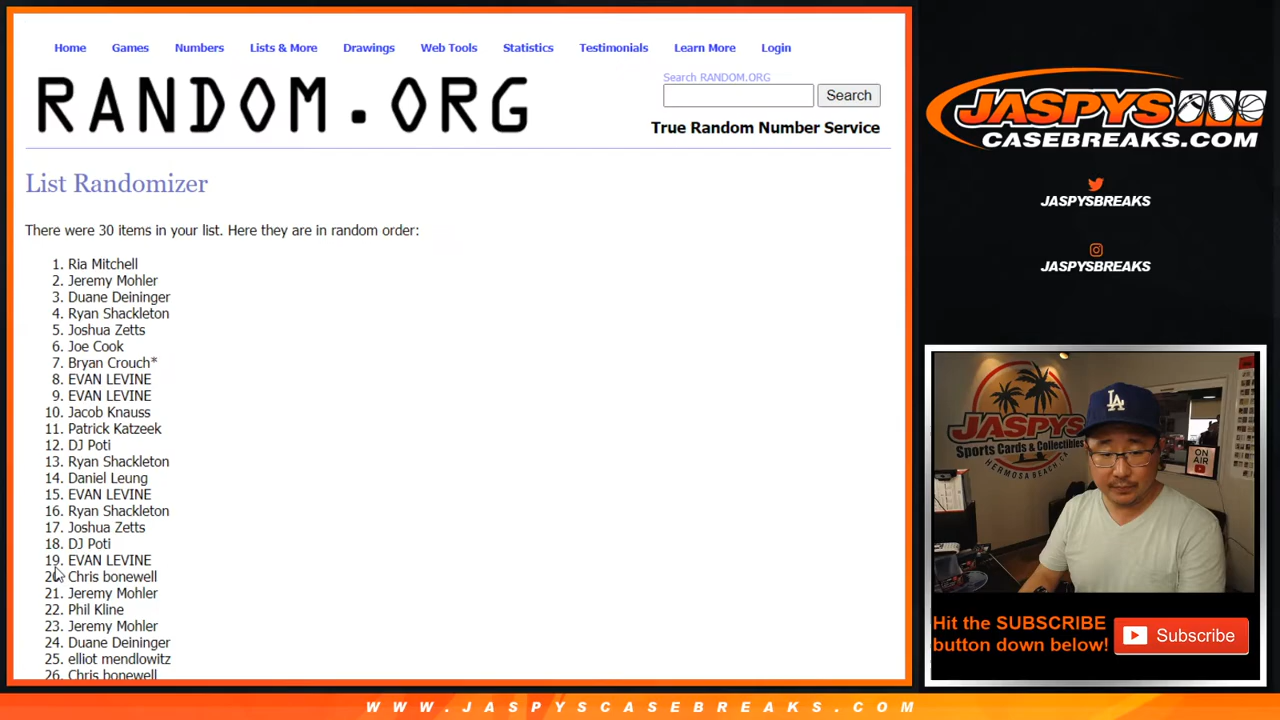 Home Games Numbers Lists & More Drawings Web Tools Statistics Testimonials Learn More Login
RANDOM.ORG
Search RANDOM.ORG
Search
True Random Number Service
List Randomizer
There were 30 items in your list. Here they are in random order:
1. Ria Mitchell
2. Jeremy Mohler
3. Duane Deininger
4. Ryan Shackleton
5. Joshua Zetts
6. Joe Cook
7. Bryan Crouch*
8. EVAN LEVINE
9. EVAN LEVINE
10. Jacob Knauss
11. Patrick Katzeek
12. DJ Poti
13. Ryan Shackleton
14. Daniel Leung
15. EVAN LEVINE
16. Ryan Shackleton
17. Joshua Zetts
18. DJ Poti
19. EVAN LEVINE
20. Chris bonewell
21. Jeremy Mohler
22. Phil Kline
23. Jeremy Mohler
24. Duane Deininger
25. elliot mendlowitz
26. Chris bonewell
JASPYS
CASEBREAKS.COM
JASPYSBREAKS
JASPYSBREAKS
JASPYS
Sports Cards & Collectibles
HERMOSA BEACH CA
LA
ON AIR
Hit the SUBSCRIBE
button down below!
Subscribe
WWW.JASPYSCASEBREAKS.COM